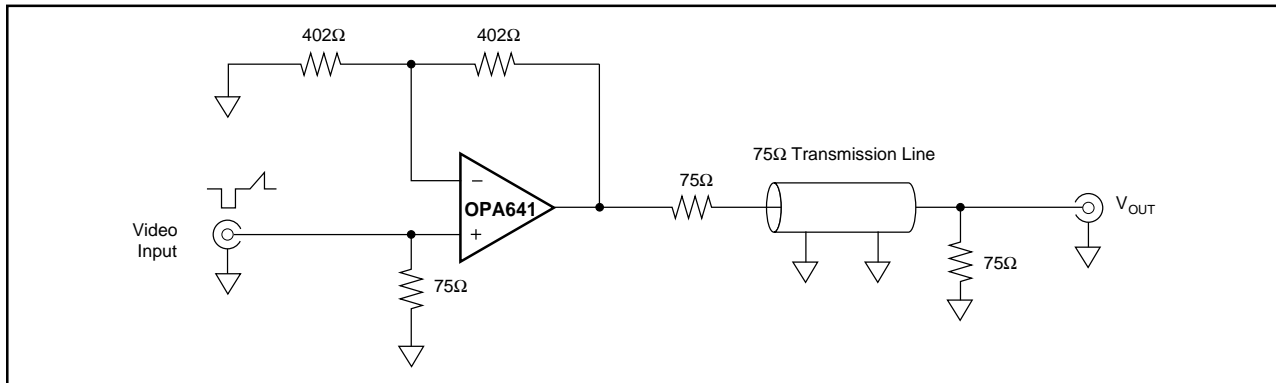 402Ω
402Ω
75Ω Transmission Line
75Ω
−
OPA641
+
Video
Input
V_OUT
75Ω
75Ω